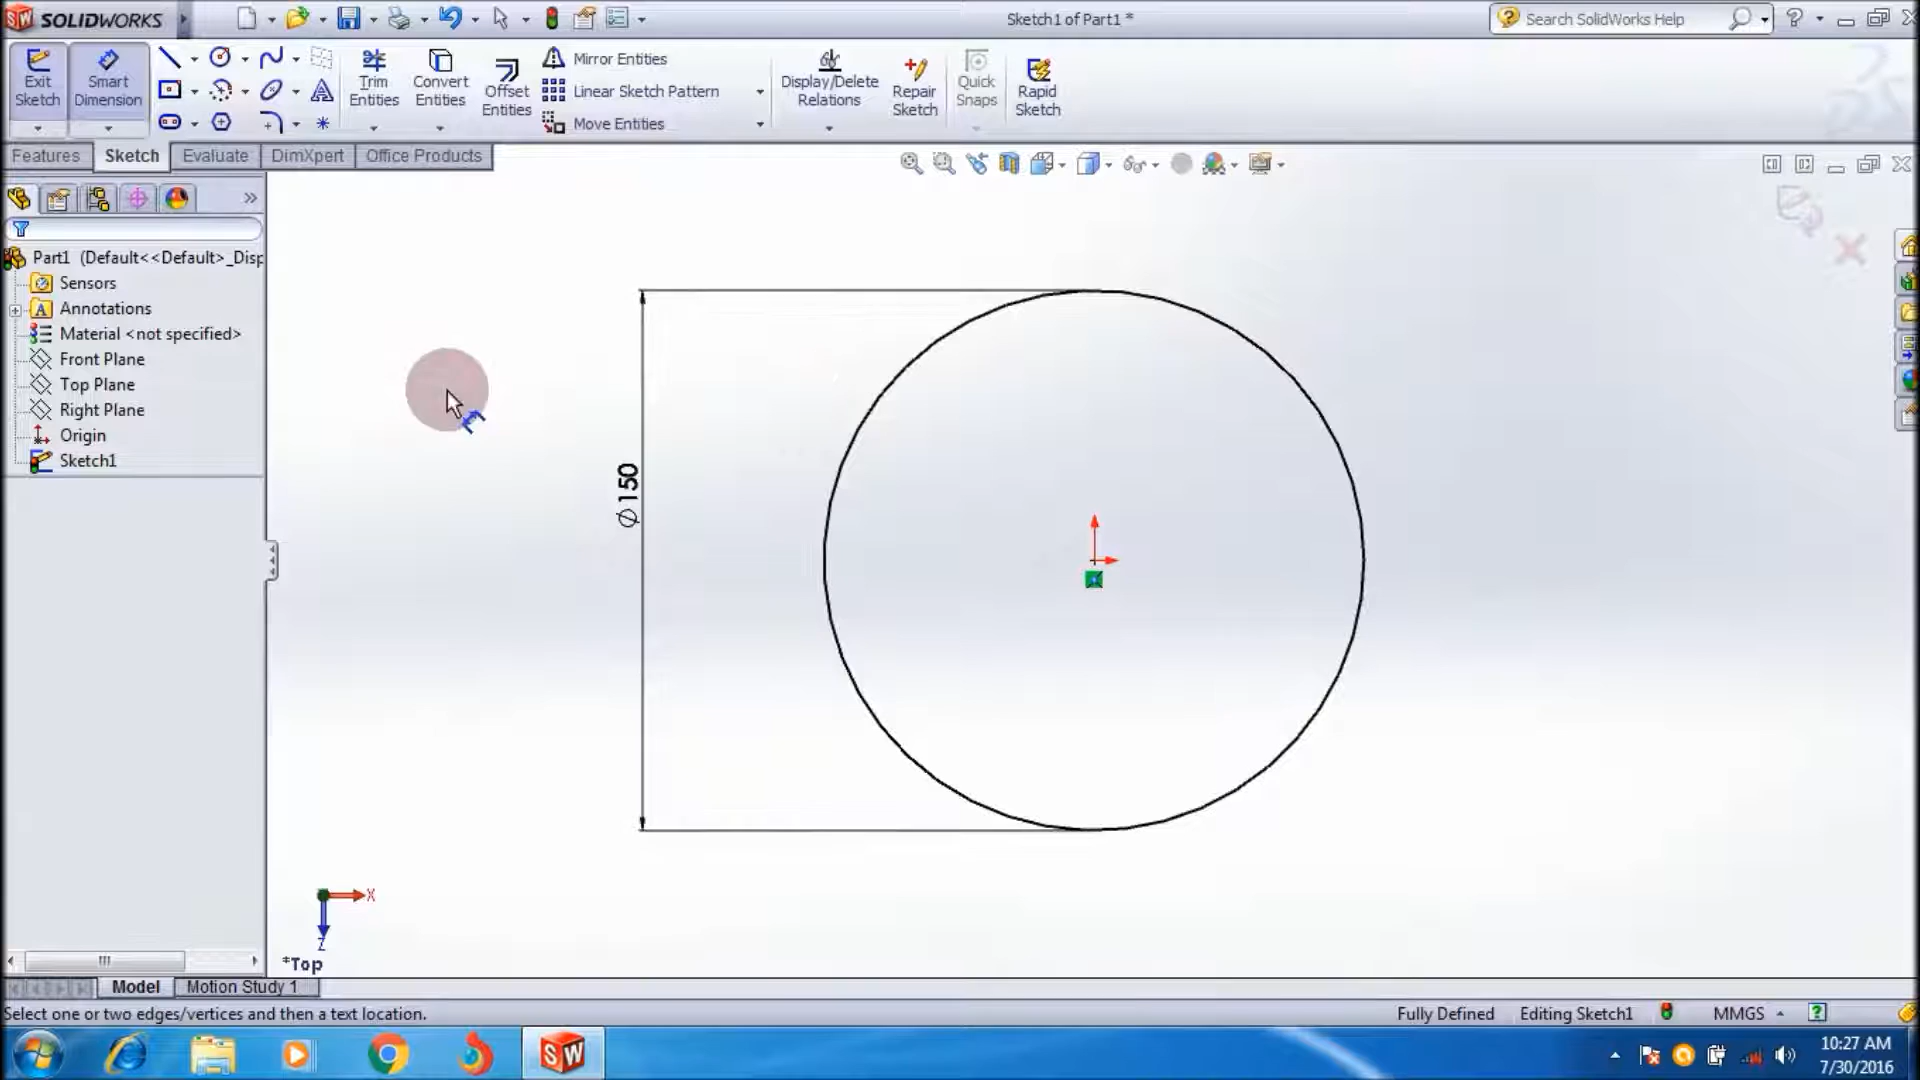 SOLIDWORKS
Sketch1 of Part1 *
Search SolidWorks Help
Exit Sketch
Smart Dimension
Trim Entities
Convert Entities
Offset Entities
Mirror Entities
Linear Sketch Pattern
Move Entities
Display/Delete Relations
Repair Sketch
Quick Snaps
Rapid Sketch
Features
Sketch
Evaluate
DimXpert
Office Products
Part1 (Default<<Default>_Disp
Sensors
Annotations
Material <not specified>
Front Plane
Top Plane
Right Plane
Origin
Sketch1
∅150
X
Z
*Top
Model
Motion Study 1
Select one or two edges/vertices and then a text location.
Fully Defined
Editing Sketch1
MMGS
10:27 AM
7/30/2016